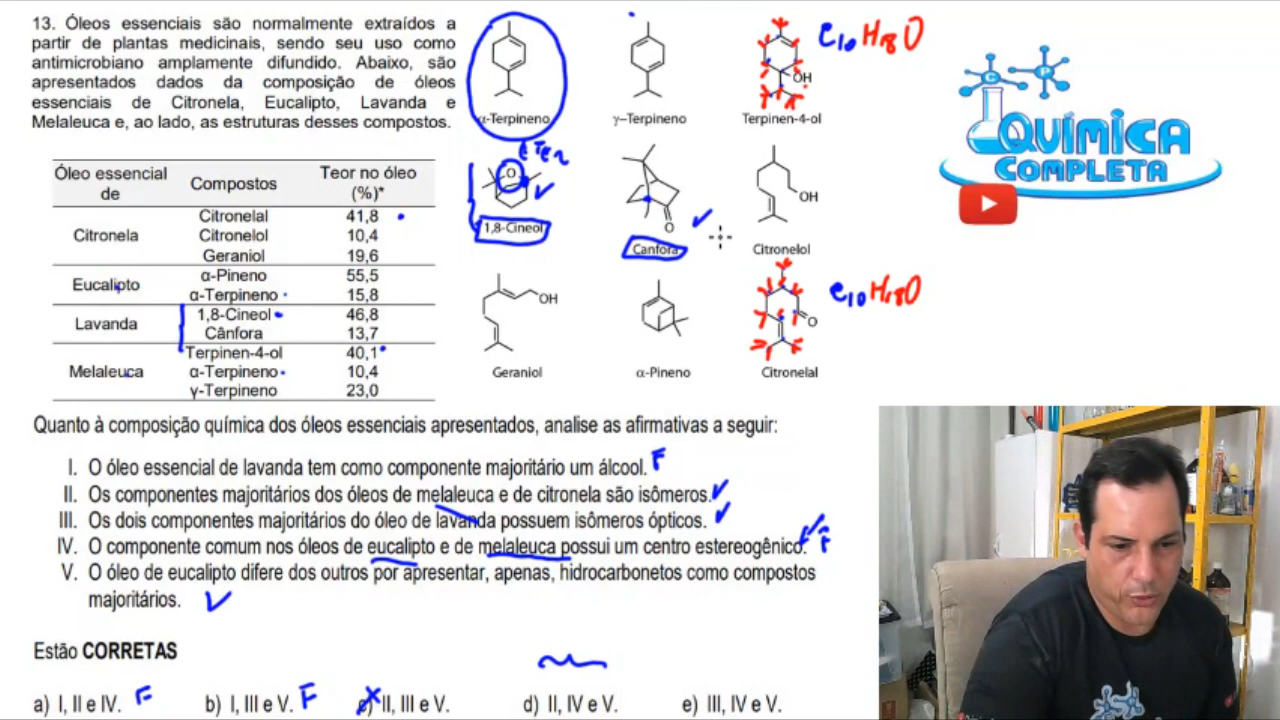 13. Óleos essenciais são normalmente extraídos a
partir de plantas medicinais, sendo seu uso como
antimicrobiano amplamente difundido. Abaixo, são
apresentados dados da composição de óleos
essenciais de Citronela, Eucalipto, Lavanda e
Melaleuca e, ao lado, as estruturas desses compostos.
Óleo essencial de
Compostos
Teor no óleo (%)*
Citronela
Citronelal 41,8
Citronelol 10,4
Geraniol 19,6
Eucalipto
α-Pineno 55,5
α-Terpineno 15,8
Lavanda
1,8-Cineol 46,8
Cânfora 13,7
Melaleuca
Terpinen-4-ol 40,1
α-Terpineno 10,4
γ-Terpineno 23,0
OH
C10H18O
α-Terpineno
γ-Terpineno
Terpinen-4-ol
O
O
OH
1,8-Cineol
Canfora
Citronelol
OH
O
C10H18O
Geraniol
α-Pineno
Citronelal
C P
QUÍMICA
COMPLETA
Quanto à composição química dos óleos essenciais apresentados, analise as afirmativas a seguir:
I. O óleo essencial de lavanda tem como componente majoritário um álcool. F
II. Os componentes majoritários dos óleos de melaleuca e de citronela são isômeros.
III. Os dois componentes majoritários do óleo de lavanda possuem isômeros ópticos.
IV. O componente comum nos óleos de eucalipto e de melaleuca possui um centro estereogênico. F
V. O óleo de eucalipto difere dos outros por apresentar, apenas, hidrocarbonetos como compostos
majoritários.
Estão CORRETAS
a) I, II e IV. F
b) I, III e V. F
c) II, III e V.
d) II, IV e V.
e) III, IV e V.